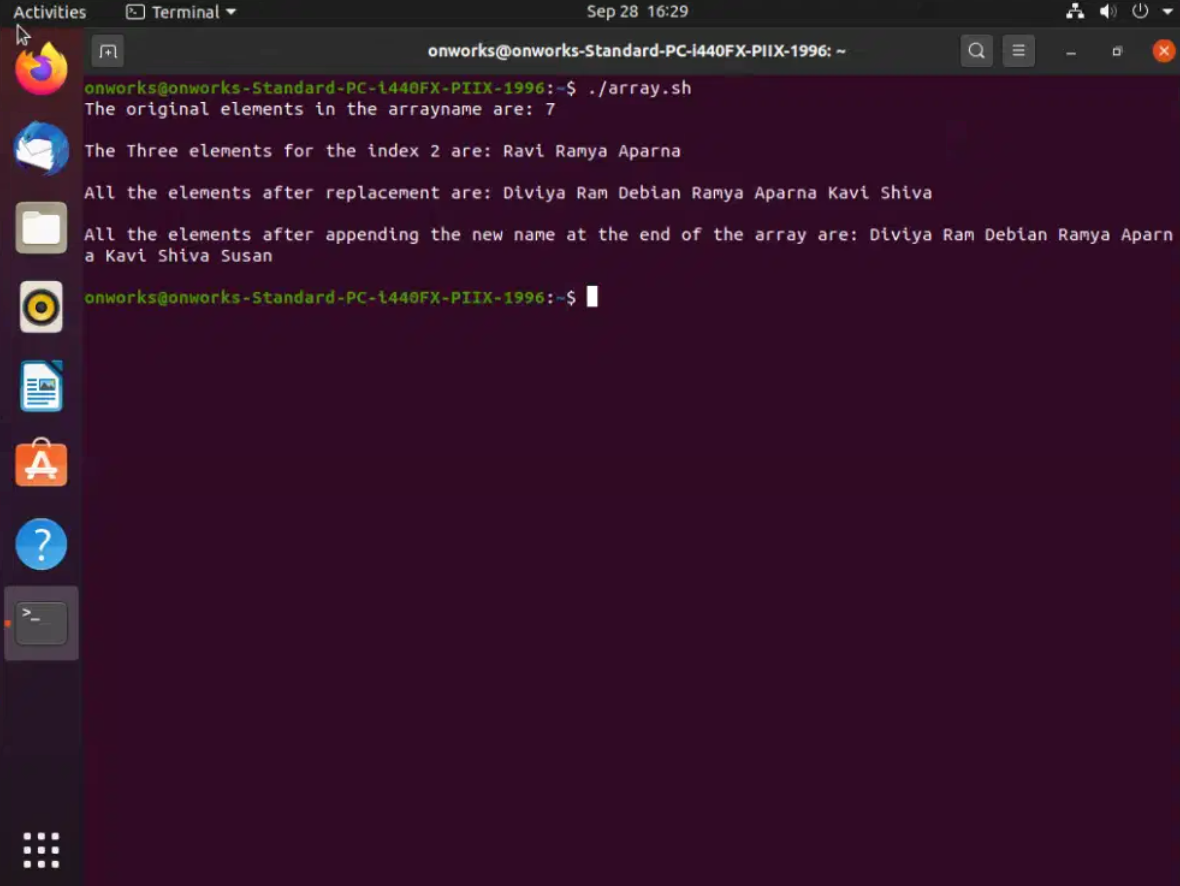 Activities
Terminal
Sep 28 16:29
onworks@onworks-Standard-PC-i440FX-PIIX-1996: ~
onworks@onworks-Standard-PC-i440FX-PIIX-1996:~$ ./array.sh
The original elements in the arrayname are: 7
The Three elements for the index 2 are: Ravi Ramya Aparna
All the elements after replacement are: Diviya Ram Debian Ramya Aparna Kavi Shiva
All the elements after appending the new name at the end of the array are: Diviya Ram Debian Ramya Aparn
a Kavi Shiva Susan
onworks@onworks-Standard-PC-i440FX-PIIX-1996:~$